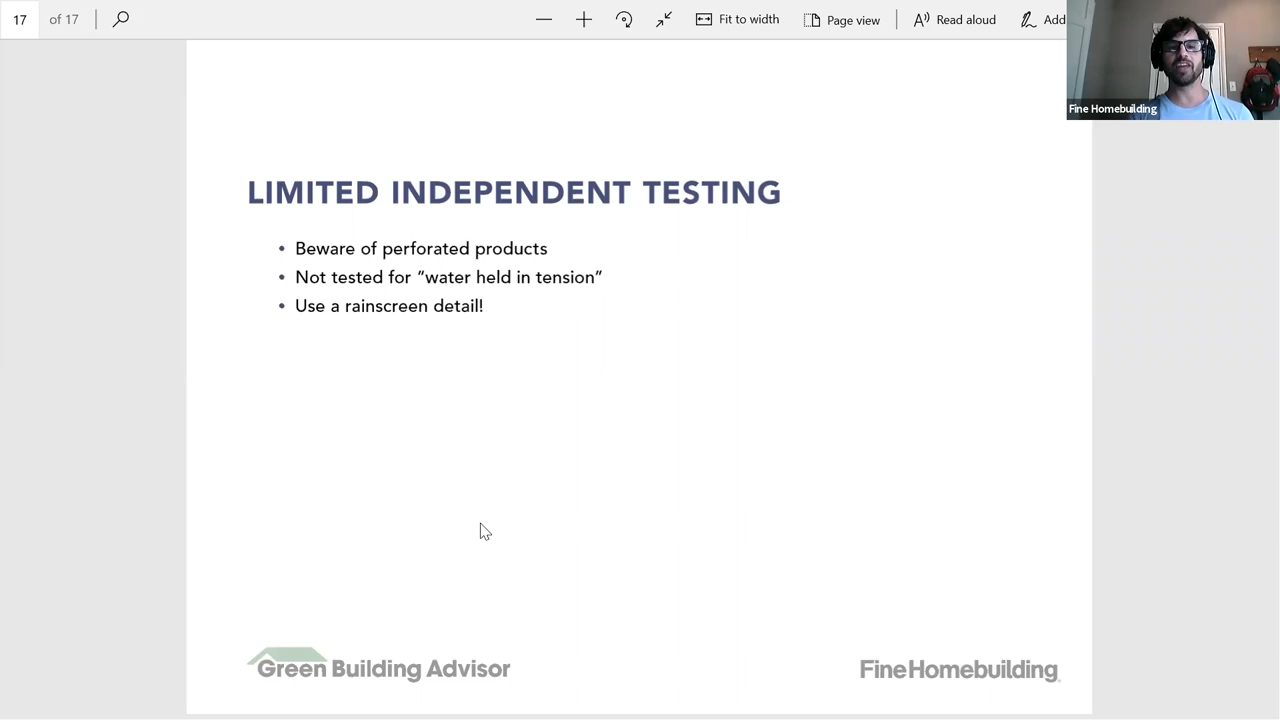 17 of 17 Fit to width Page view Read aloud Add
Fine Homebuilding
LIMITED INDEPENDENT TESTING
• Beware of perforated products
• Not tested for “water held in tension”
• Use a rainscreen detail!
Green Building Advisor
FineHomebuilding